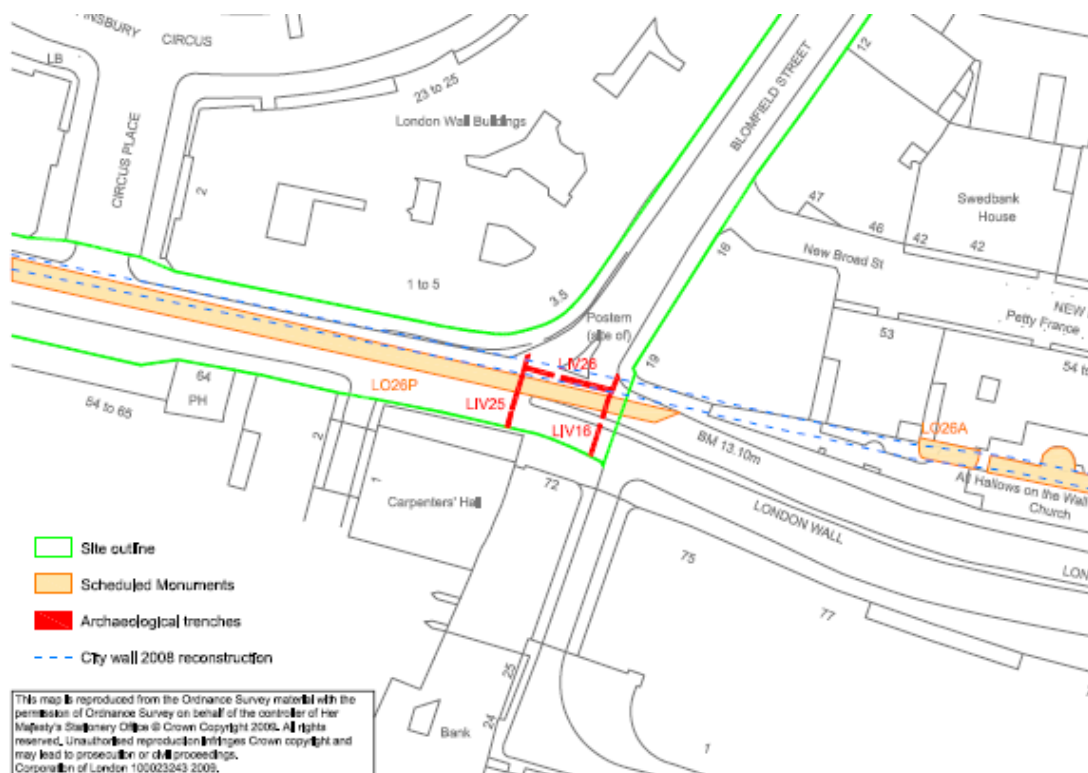 NSBURY
CIRCUS
LB
CIRCUS PLACE
2
23 to 25
London Wall Buildings
BLOMFIELD STREET
12
Swedbank
House
47
46
42
42
New Broad St
18
NEW
Petty France
1 to 5
3.5
Postern
(site of)
19
53
54 t
LO26P
LIV26
LIV25
LIV16
LO26A
BM 13.10m
All Hallows on the Wall
Church
64
PH
54 to 65
2
1
Carpenters' Hall
72
LONDON WALL
LON
75
77
25
24
Bank
1
Site outline
Scheduled Monuments
Archaeological trenches
City wall 2008 reconstruction
This map is reproduced from the Ordnance Survey material with the
permission of Ordnance Survey on behalf of the controller of Her
Majesty's Stationery Office © Crown Copyright 2009. All rights
reserved. Unauthorised reproduction infringes Crown copyright and
may lead to prosecution or civil proceedings.
Corporation of London 100023243 2009.